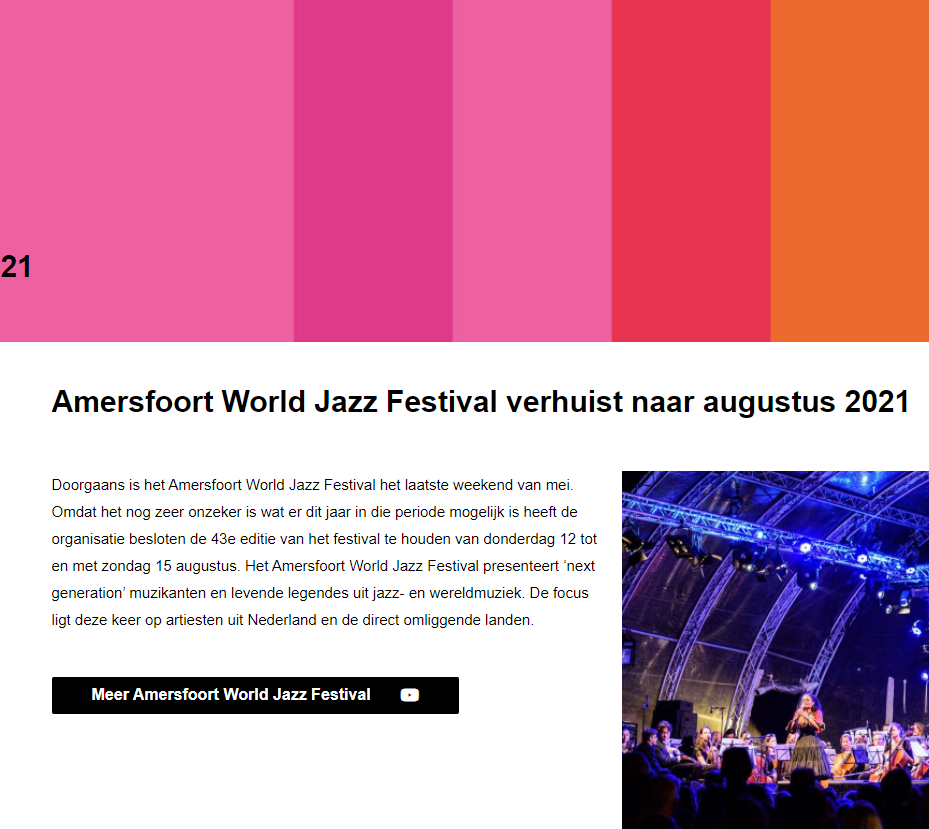 21
Amersfoort World Jazz Festival verhuist naar augustus 2021
Doorgaans is het Amersfoort World Jazz Festival het laatste weekend van mei.
Omdat het nog zeer onzeker is wat er dit jaar in die periode mogelijk is heeft de
organisatie besloten de 43e editie van het festival te houden van donderdag 12 tot
en met zondag 15 augustus. Het Amersfoort World Jazz Festival presenteert ‘next
generation’ muzikanten en levende legendes uit jazz- en wereldmuziek. De focus
ligt deze keer op artiesten uit Nederland en de direct omliggende landen.
Meer Amersfoort World Jazz Festival